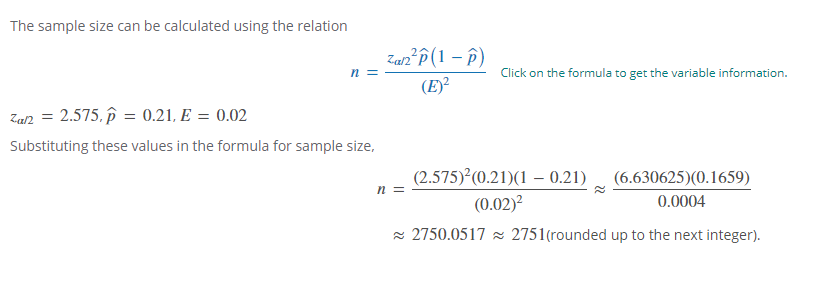 The sample size can be calculated using the relation
n = z_{α/2}² p̂(1 − p̂) / (E)² Click on the formula to get the variable information.
z_{α/2} = 2.575, p̂ = 0.21, E = 0.02
Substituting these values in the formula for sample size,
n = (2.575)²(0.21)(1 − 0.21) / (0.02)² ≈ (6.630625)(0.1659) / 0.0004
≈ 2750.0517 ≈ 2751(rounded up to the next integer).